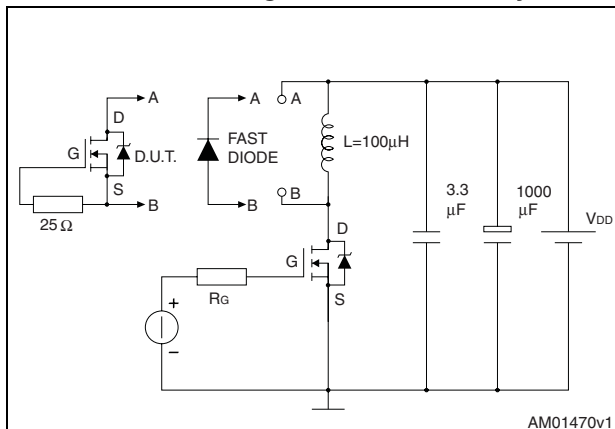 A
D
G
D.U.T.
S
B
25 Ω
A
FAST
DIODE
B
A
B
L=100µH
D
G
S
RG
+
−
3.3
µF
1000
µF
VDD
AM01470v1